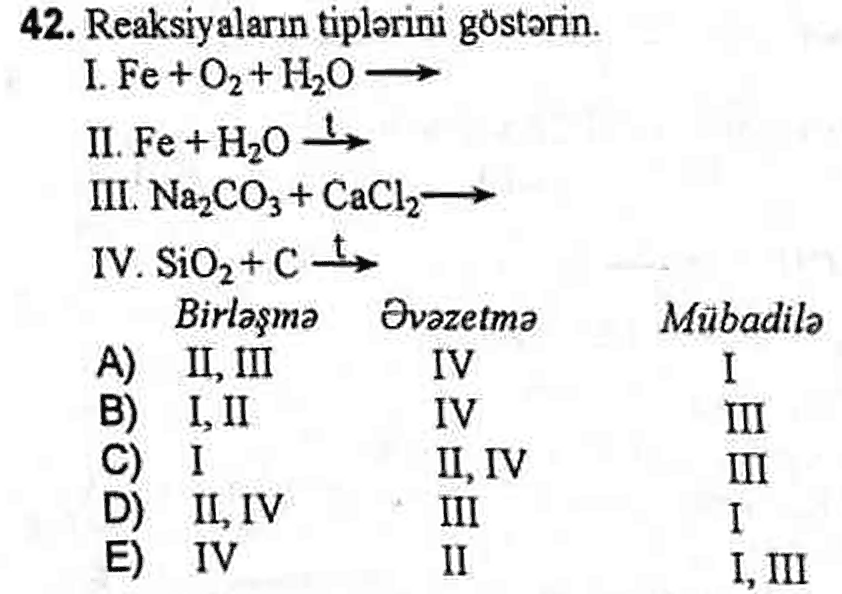 42. Reaksiyaların tiplərini göstərin.
I. Fe + O₂ + H₂O ⟶
II. Fe + H₂O —t→
III. Na₂CO₃ + CaCl₂ ⟶
IV. SiO₂ + C —t→
Birləşmə Əvəzetmə Mübadilə
A) II, III IV I
B) I, II IV III
C) I II, IV III
D) II, IV III I
E) IV II I, III